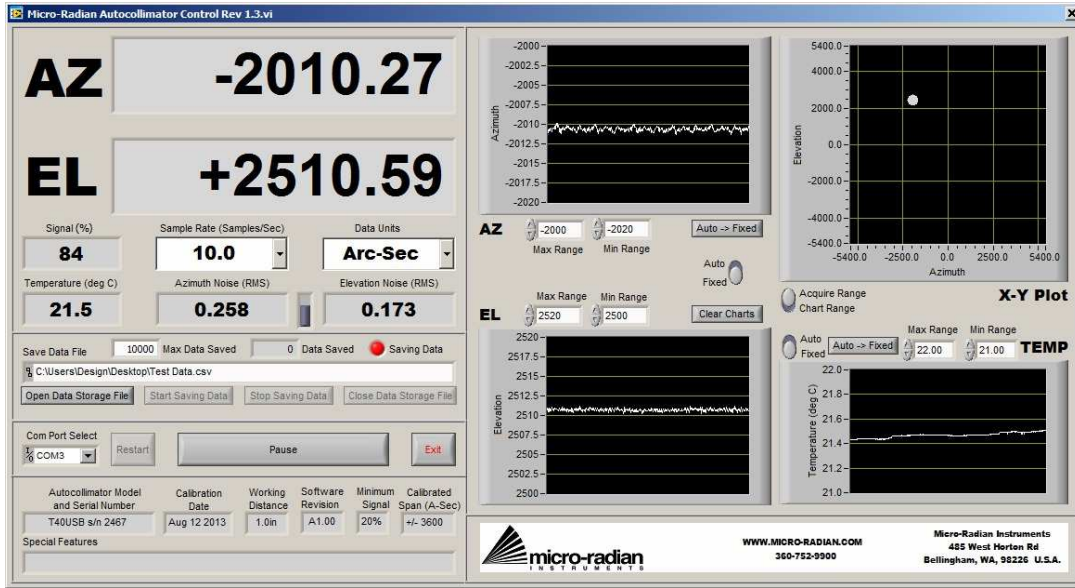 Micro-Radian Autocollimator Control Rev 1.3.vi
AZ
-2010.27
EL
+2510.59
Signal (%)
84
Sample Rate (Samples/Sec)
10.0
Data Units
Arc-Sec
Temperature (deg C)
21.5
Azimuth Noise (RMS)
0.258
Elevation Noise (RMS)
0.173
Save Data File
10000 Max Data Saved
0 Data Saved
Saving Data
C:\Users\Design\Desktop\Test Data.csv
Open Data Storage File
Start Saving Data
Stop Saving Data
Close Data Storage File
Com Port Select
COM3
Restart
Pause
Exit
Autocollimator Model
and Serial Number
T40USB s/n 2467
Calibration
Date
Aug 12 2013
Working
Distance
1.0in
Software
Revision
A1.00
Minimum
Signal
20%
Calibrated
Span (A-Sec)
+/- 3600
Special Features
Azimuth
-2000
-2002.5
-2005
-2007.5
-2010
-2012.5
-2015
-2017.5
-2020
AZ
-2000
Max Range
-2020
Min Range
Auto -> Fixed
Auto
Fixed
EL
Max Range
2520
Min Range
2500
Clear Charts
Elevation
2520
2517.5
2515
2512.5
2510
2507.5
2505
2502.5
2500
Elevation
5400.0
4000.0
2000.0
0.0
-2000.0
-4000.0
-5400.0
-5400.0
-2500.0
0.0
2500.0
5400.0
Azimuth
Acquire Range
Chart Range
X-Y Plot
Auto
Fixed
Auto -> Fixed
Max Range
22.00
Min Range
21.00
TEMP
Temperature (deg C)
22.0
21.8
21.6
21.4
21.2
21.0
micro-radian
INSTRUMENTS
WWW.MICRO-RADIAN.COM
360-752-9900
Micro-Radian Instruments
485 West Horton Rd
Bellingham, WA, 98226 U.S.A.